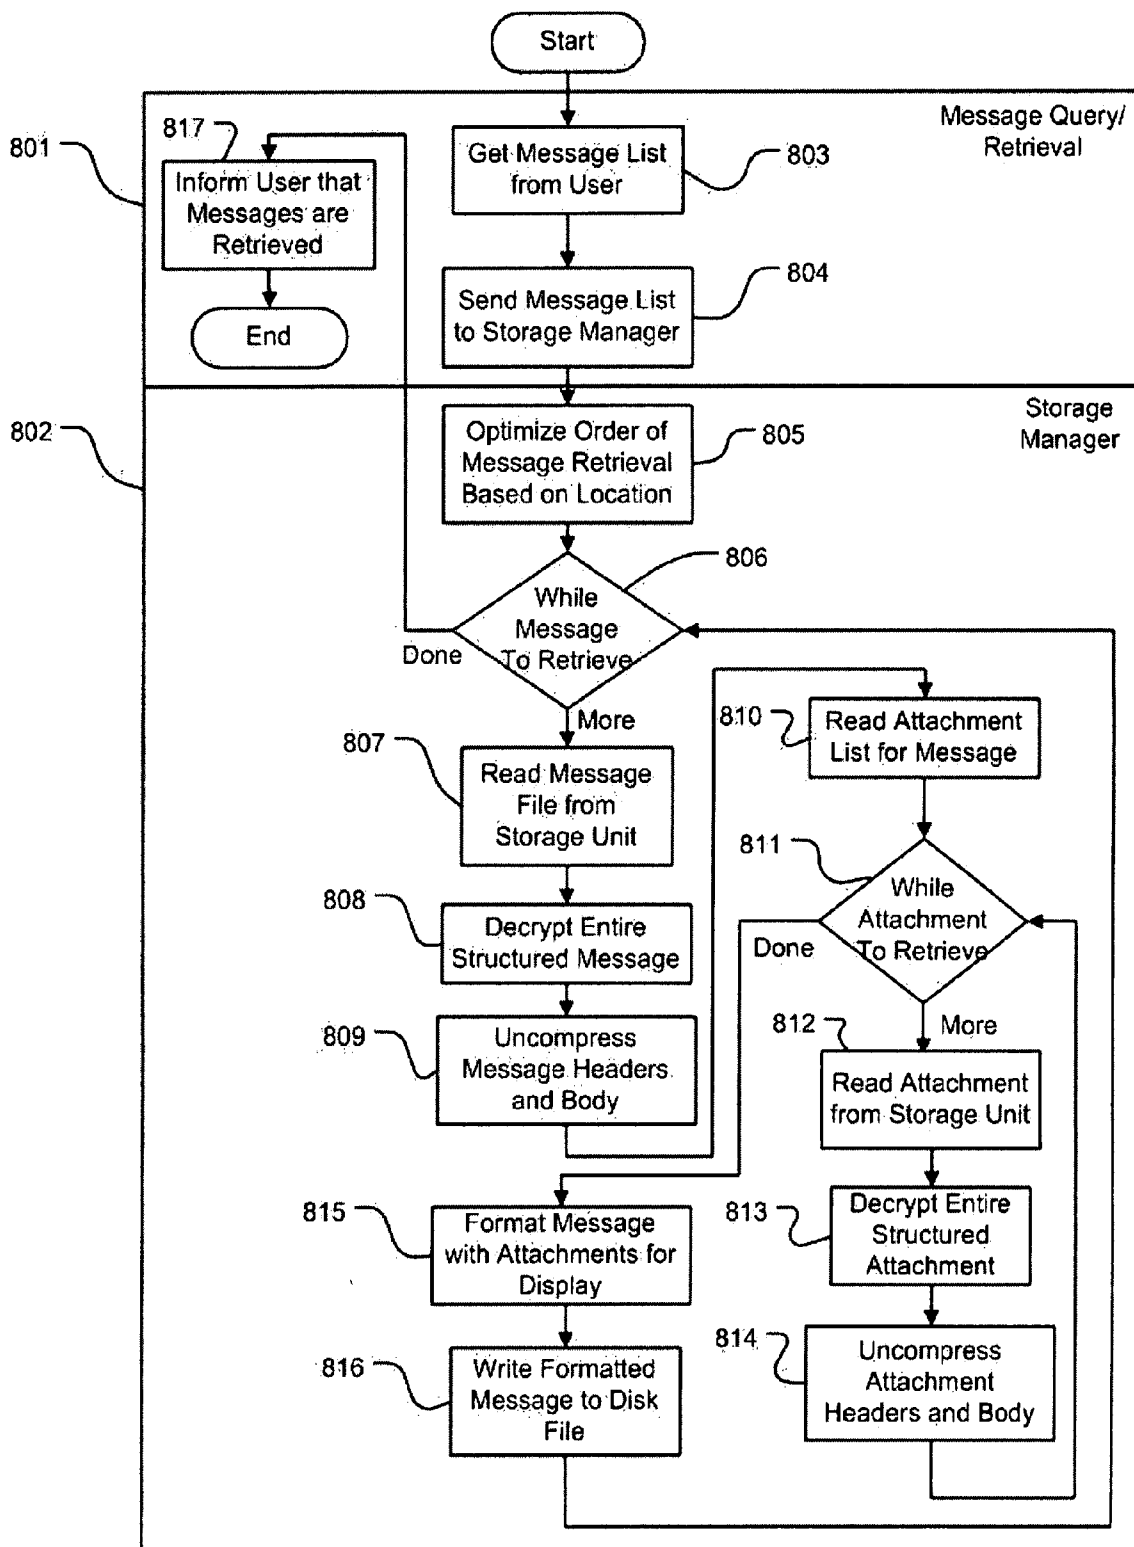 Start
Message Query/
Retrieval
801
817
Inform User that
Messages are
Retrieved
End
Get Message List
from User
803
Send Message List
to Storage Manager
804
802
Storage
Manager
Optimize Order of
Message Retrieval
Based on Location
805
While
Message
To Retrieve
806
Done
More
807
Read Message
File from
Storage Unit
808
Decrypt Entire
Structured Message
809
Uncompress
Message Headers
and Body
810
Read Attachment
List for Message
811
While
Attachment
To Retrieve
Done
More
812
Read Attachment
from Storage Unit
813
Decrypt Entire
Structured
Attachment
814
Uncompress
Attachment
Headers and Body
815
Format Message
with Attachments for
Display
816
Write Formatted
Message to Disk
File